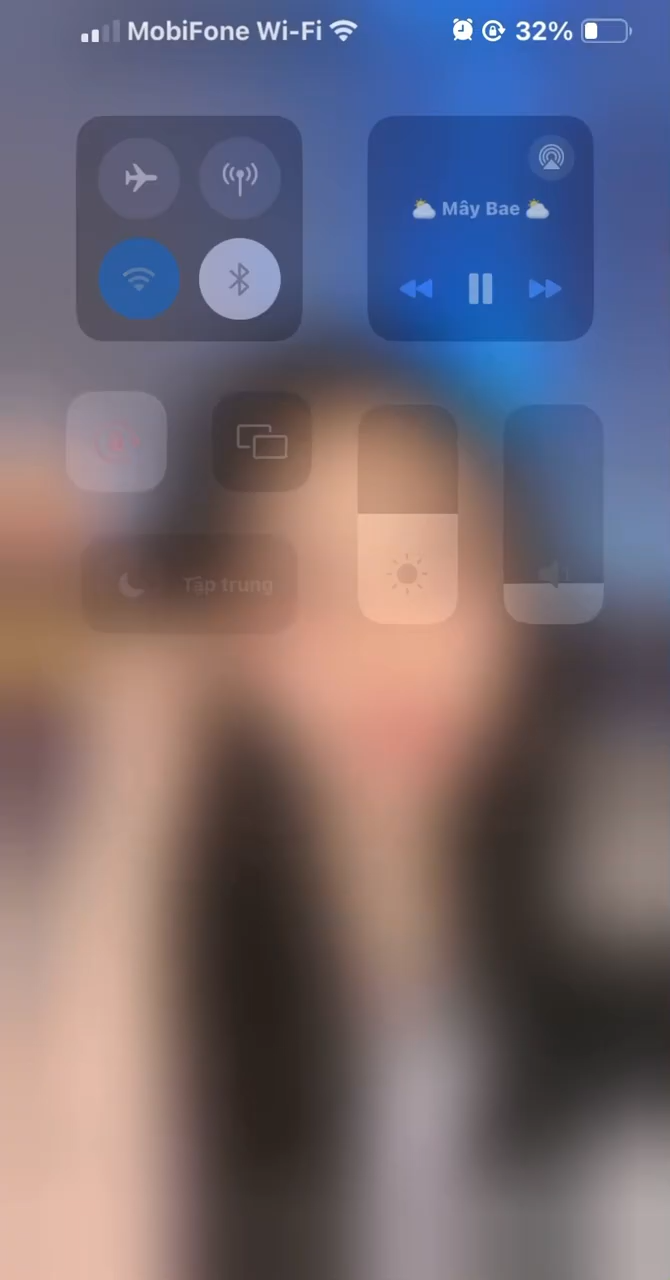 MobiFone Wi-Fi 32%
⛅ Mây Bae ⛅
Tập trung